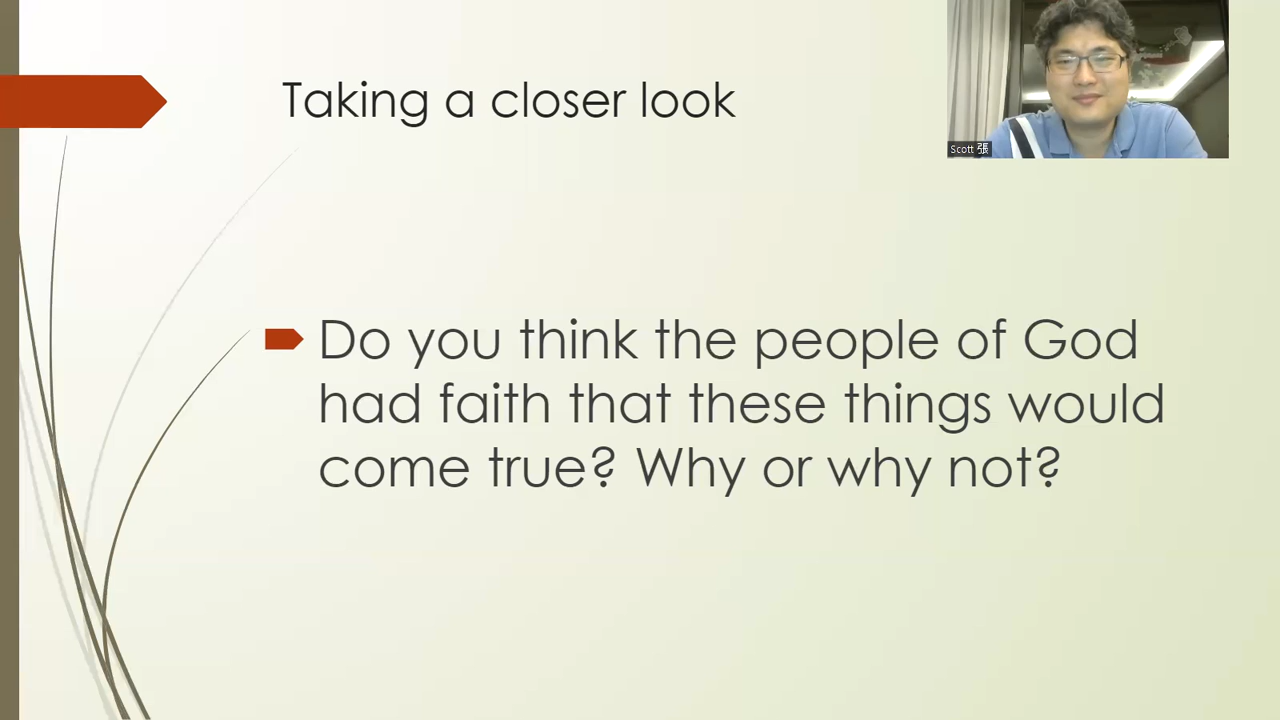 Taking a closer look
Scott 張
Do you think the people of God
had faith that these things would
come true? Why or why not?